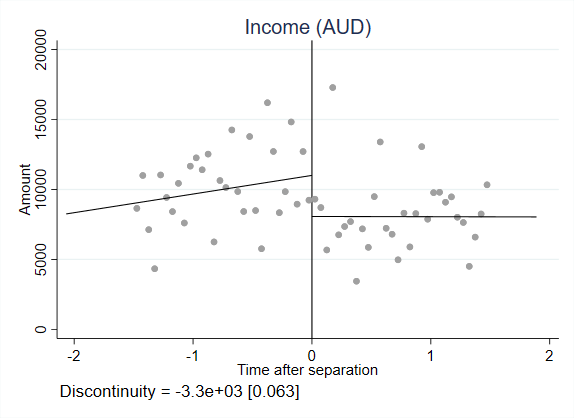 Income (AUD)
Amount
20000
15000
10000
5000
0
-2
-1
0
1
2
Time after separation
Discontinuity = -3.3e+03 [0.063]